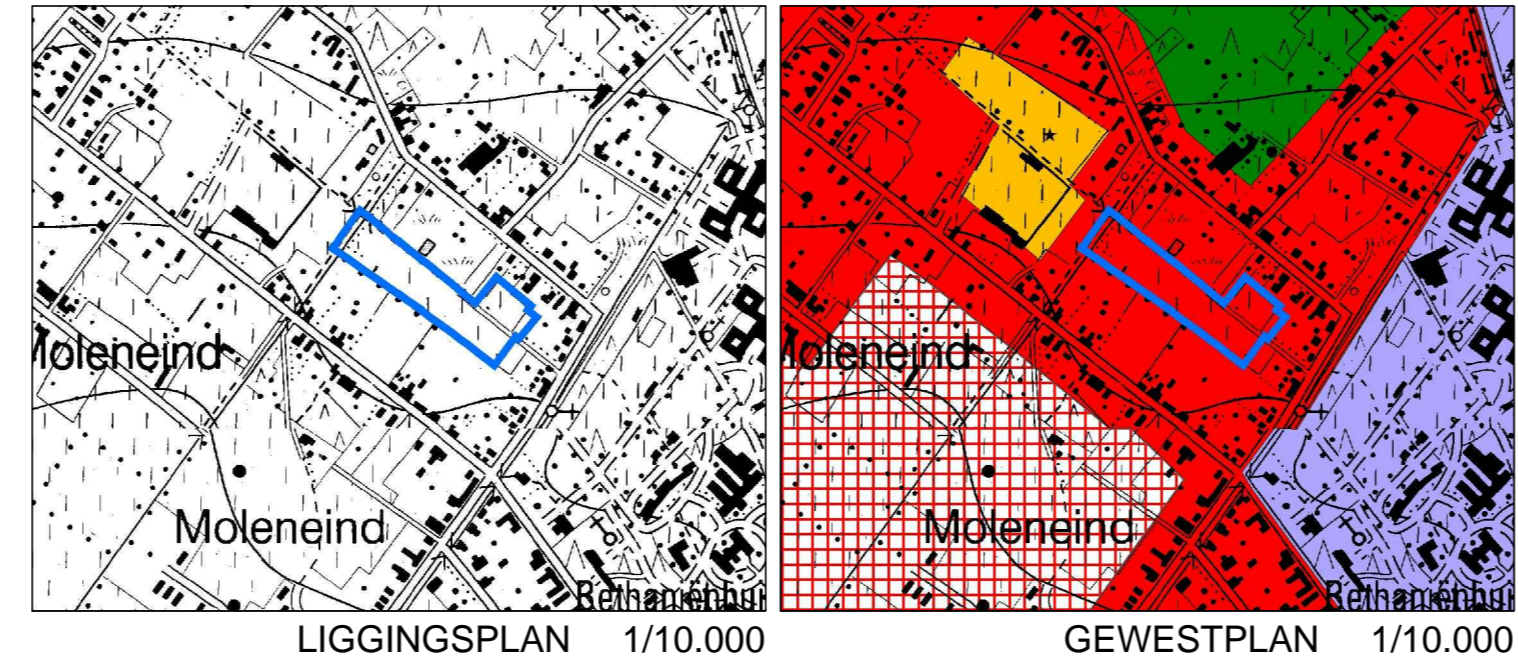 Moleneind
Moleneind
LIGGINGSPLAN 1/10.000
Moleneind
Moleneind
GEWESTPLAN 1/10.000